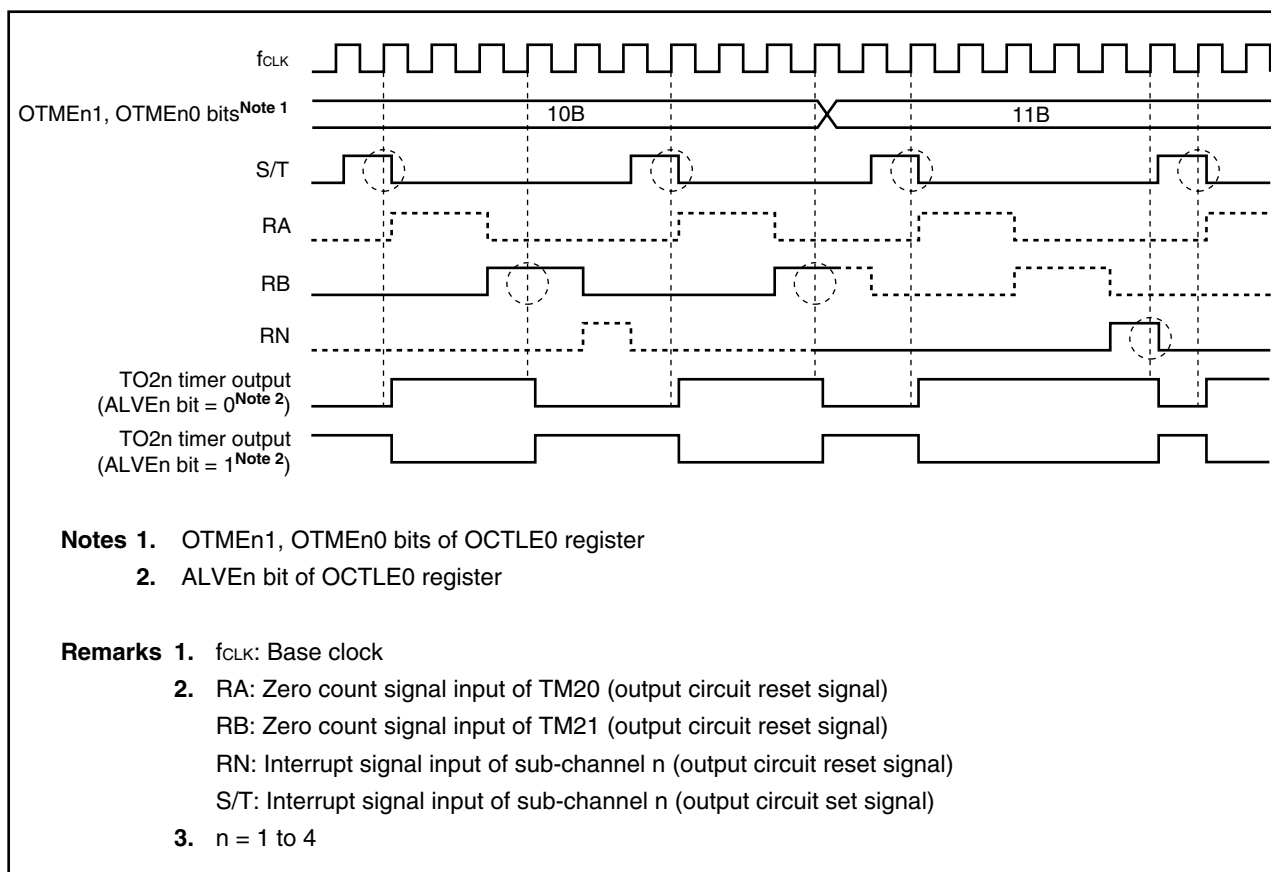 fCLK
OTMEn1, OTMEn0 bitsNote 1
10B
11B
S/T
RA
RB
RN
TO2n timer output
(ALVEn bit = 0Note 2)
TO2n timer output
(ALVEn bit = 1Note 2)
Notes 1. OTMEn1, OTMEn0 bits of OCTLE0 register
2. ALVEn bit of OCTLE0 register
Remarks 1. fCLK: Base clock
2. RA: Zero count signal input of TM20 (output circuit reset signal)
RB: Zero count signal input of TM21 (output circuit reset signal)
RN: Interrupt signal input of sub-channel n (output circuit reset signal)
S/T: Interrupt signal input of sub-channel n (output circuit set signal)
3. n = 1 to 4